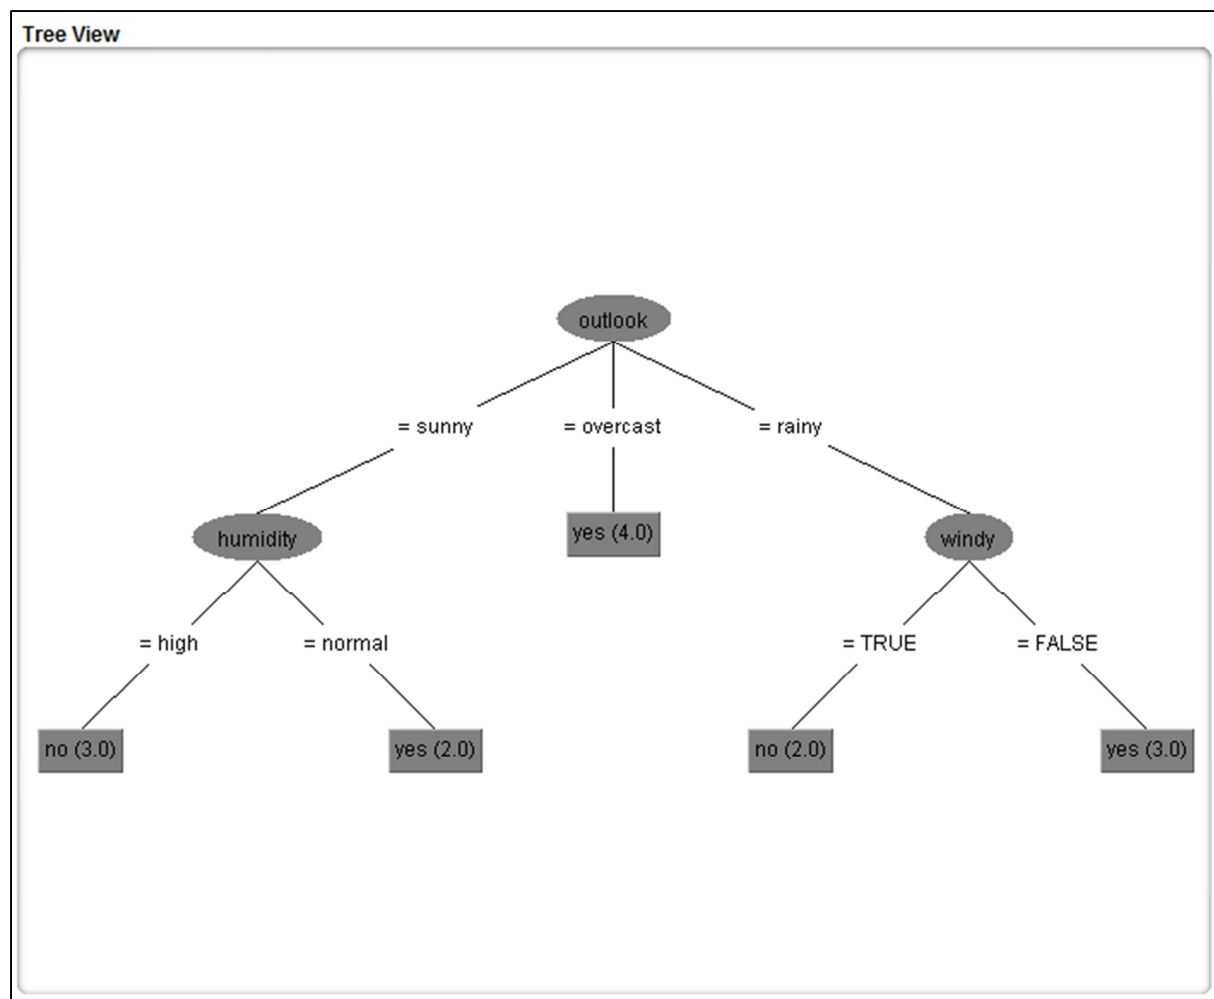 Tree View
outlook
= sunny
= overcast
= rainy
humidity
yes (4.0)
windy
= high
= normal
= TRUE
= FALSE
no (3.0)
yes (2.0)
no (2.0)
yes (3.0)